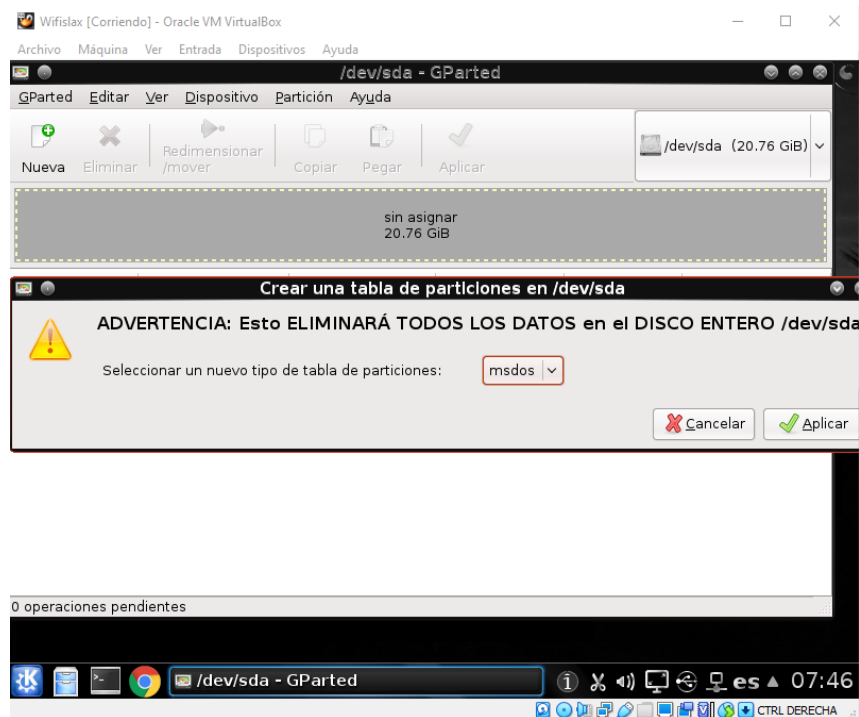 Wifislax [Corriendo] - Oracle VM VirtualBox
Archivo Máquina Ver Entrada Dispositivos Ayuda
/dev/sda - GParted
GParted Editar Ver Dispositivo Partición Ayuda
Nueva Eliminar Redimensionar /mover Copiar Pegar Aplicar
/dev/sda (20.76 GiB)
sin asignar
20.76 GiB
Crear una tabla de particiones en /dev/sda
ADVERTENCIA: Esto ELIMINARÁ TODOS LOS DATOS en el DISCO ENTERO /dev/sda
Seleccionar un nuevo tipo de tabla de particiones: msdos
Cancelar Aplicar
0 operaciones pendientes
/dev/sda - GParted es 07:46
CTRL DERECHA